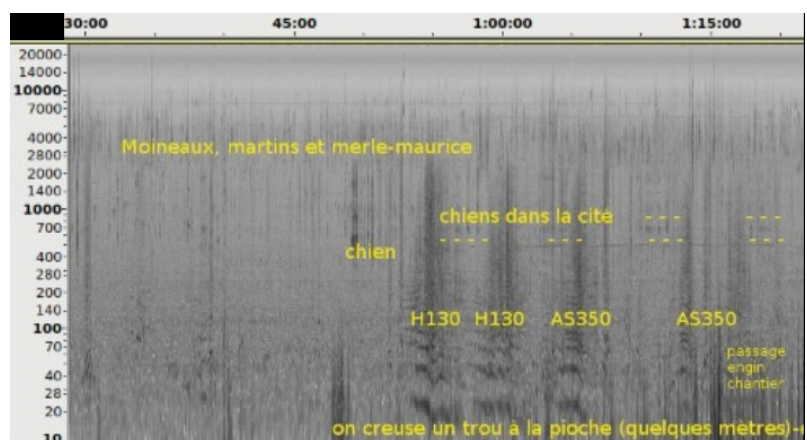 30:00 45:00 1:00:00 1:15:00
20000
14000
10000
7000
4000
Moineaux, martins et merle-maurice
2800
2000
1400
1000
chiens dans la cité
700
chien
400
280
200
140
H130 H130 AS350 AS350
100
70
passage
engin
chantier
40
28
20
on creuse un trou à la pioche (quelques mètres)-
10